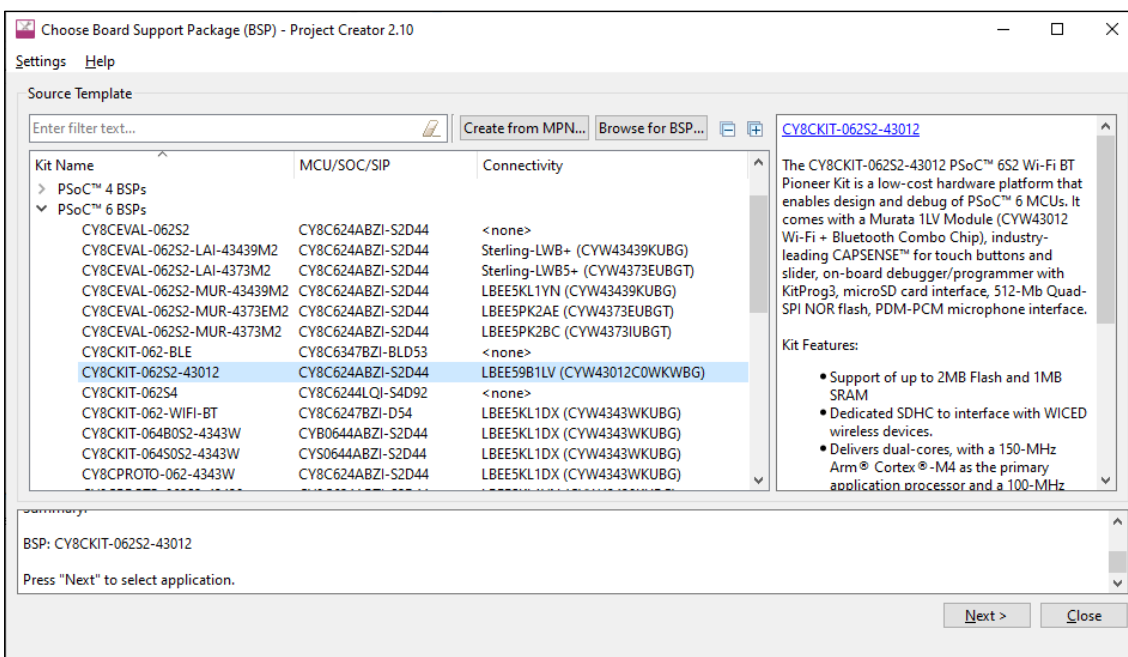 Choose Board Support Package (BSP) - Project Creator 2.10
Settings Help
Source Template
Enter filter text...
Create from MPN... Browse for BSP...
Kit Name MCU/SOC/SIP Connectivity
PSoC™ 4 BSPs
PSoC™ 6 BSPs
CY8CEVAL-062S2 CY8C624ABZI-S2D44 <none>
CY8CEVAL-062S2-LAI-43439M2 CY8C624ABZI-S2D44 Sterling-LWB+ (CYW43439KUBG)
CY8CEVAL-062S2-LAI-4373M2 CY8C624ABZI-S2D44 Sterling-LWB5+ (CYW4373EUBGT)
CY8CEVAL-062S2-MUR-43439M2 CY8C624ABZI-S2D44 LBEE5KL1YN (CYW43439KUBG)
CY8CEVAL-062S2-MUR-4373EM2 CY8C624ABZI-S2D44 LBEE5PK2AE (CYW4373EUBGT)
CY8CEVAL-062S2-MUR-4373M2 CY8C624ABZI-S2D44 LBEE5PK2BC (CYW4373IUBGT)
CY8CKIT-062-BLE CY8C6347BZI-BLD53 <none>
CY8CKIT-062S2-43012 CY8C624ABZI-S2D44 LBEE59B1LV (CYW43012C0WKWBG)
CY8CKIT-062S4 CY8C6244LQI-S4D92 <none>
CY8CKIT-062-WIFI-BT CY8C6247BZI-D54 LBEE5KL1DX (CYW4343WKUBG)
CY8CKIT-064B0S2-4343W CYB0644ABZI-S2D44 LBEE5KL1DX (CYW4343WKUBG)
CY8CKIT-064S0S2-4343W CYS0644ABZI-S2D44 LBEE5KL1DX (CYW4343WKUBG)
CY8CPROTO-062-4343W CY8C624ABZI-S2D44 LBEE5KL1DX (CYW4343WKUBG)
CY8CKIT-062S2-43012
The CY8CKIT-062S2-43012 PSoC™ 6S2 Wi-Fi BT
Pioneer Kit is a low-cost hardware platform that
enables design and debug of PSoC™ 6 MCUs. It
comes with a Murata 1LV Module (CYW43012
Wi-Fi + Bluetooth Combo Chip), industry-
leading CAPSENSE™ for touch buttons and
slider, on-board debugger/programmer with
KitProg3, microSD card interface, 512-Mb Quad-
SPI NOR flash, PDM-PCM microphone interface.
Kit Features:
• Support of up to 2MB Flash and 1MB
SRAM
• Dedicated SDHC to interface with WICED
wireless devices.
• Delivers dual-cores, with a 150-MHz
Arm® Cortex®-M4 as the primary
application processor and a 100-MHz
Summary:
BSP: CY8CKIT-062S2-43012
Press "Next" to select application.
Next > Close